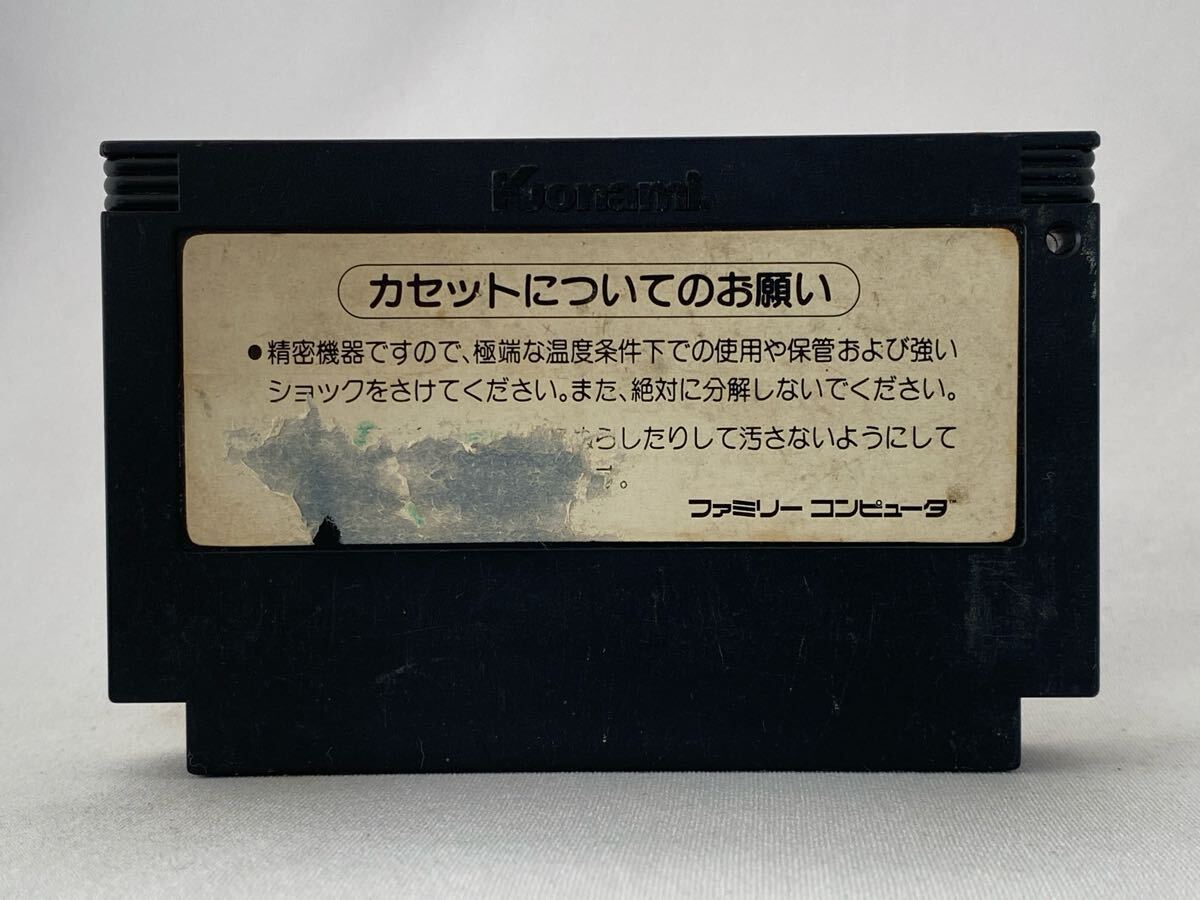 Konami
カセットについてのお願い
●精密機器ですので、極端な温度条件下での使用や保管および強い
ショックをさけてください。また、絶対に分解しないでください。
らしたりして汚さないようにして
。
ファミリー コンピュータ™